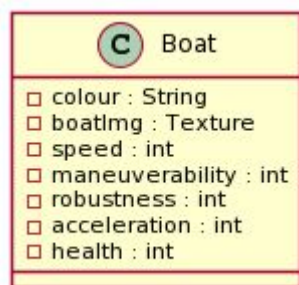 C Boat
colour : String
boatImg : Texture
speed : int
maneuverability : int
robustness : int
acceleration : int
health : int